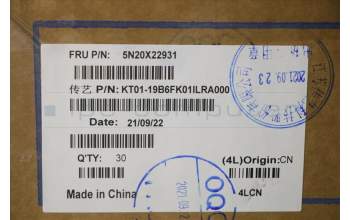 FRU P/N: 5N20X22931
传艺 P/N: KT01-19B6FK01ILRA000
Date: 21/09/22
Q'TY: 30
(4L)Origin:CN
Made in China
4LCN
2021.09.23